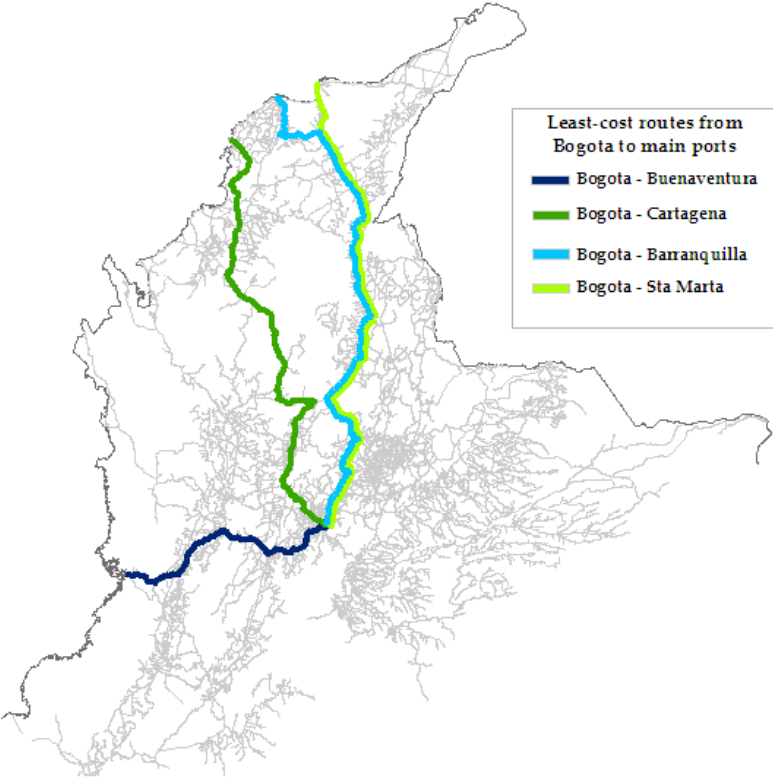 Least-cost routes from
Bogota to main ports
Bogota - Buenaventura
Bogota - Cartagena
Bogota - Barranquilla
Bogota - Sta Marta